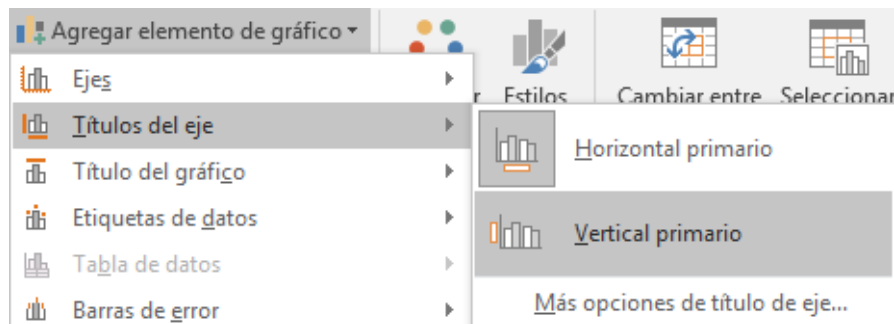 Agregar elemento de gráfico
Ejes
Títulos del eje
Título del gráfico
Etiquetas de datos
Tabla de datos
Barras de error
Estilos
Cambiar entre
Seleccionar
Horizontal primario
Vertical primario
Más opciones de título de eje...